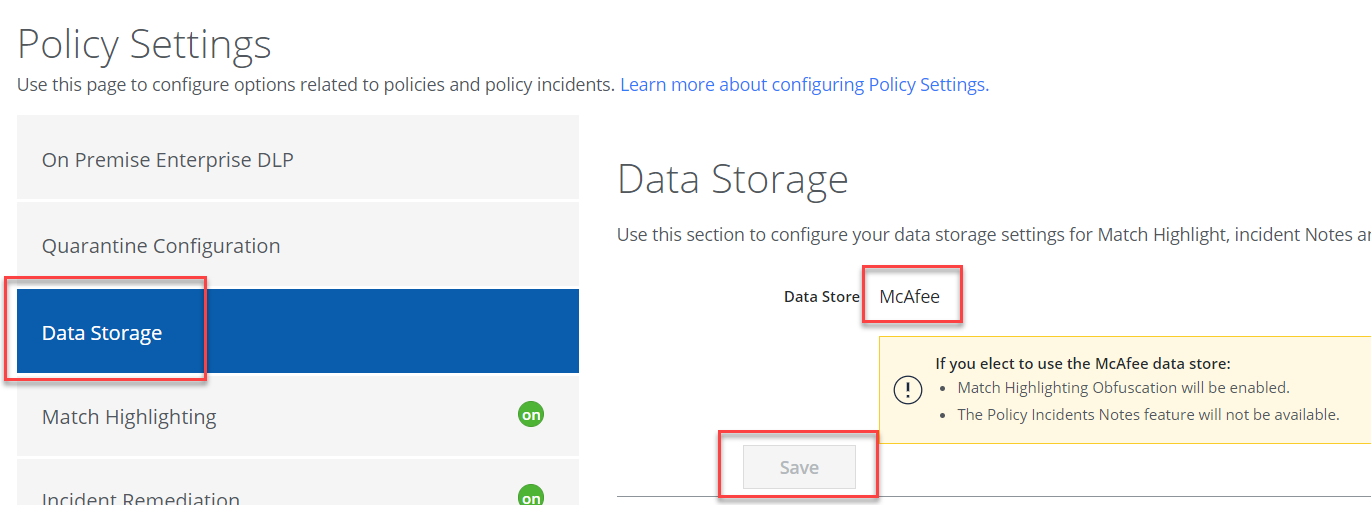 Policy Settings
Use this page to configure options related to policies and policy incidents. Learn more about configuring Policy Settings.
On Premise Enterprise DLP
Quarantine Configuration
Data Storage
Match Highlighting
on
Incident Remediation
on
Data Storage
Use this section to configure your data storage settings for Match Highlight, incident Notes
Data Store
McAfee
If you elect to use the McAfee data store:
• Match Highlighting Obfuscation will be enabled.
• The Policy Incidents Notes feature will not be available.
Save